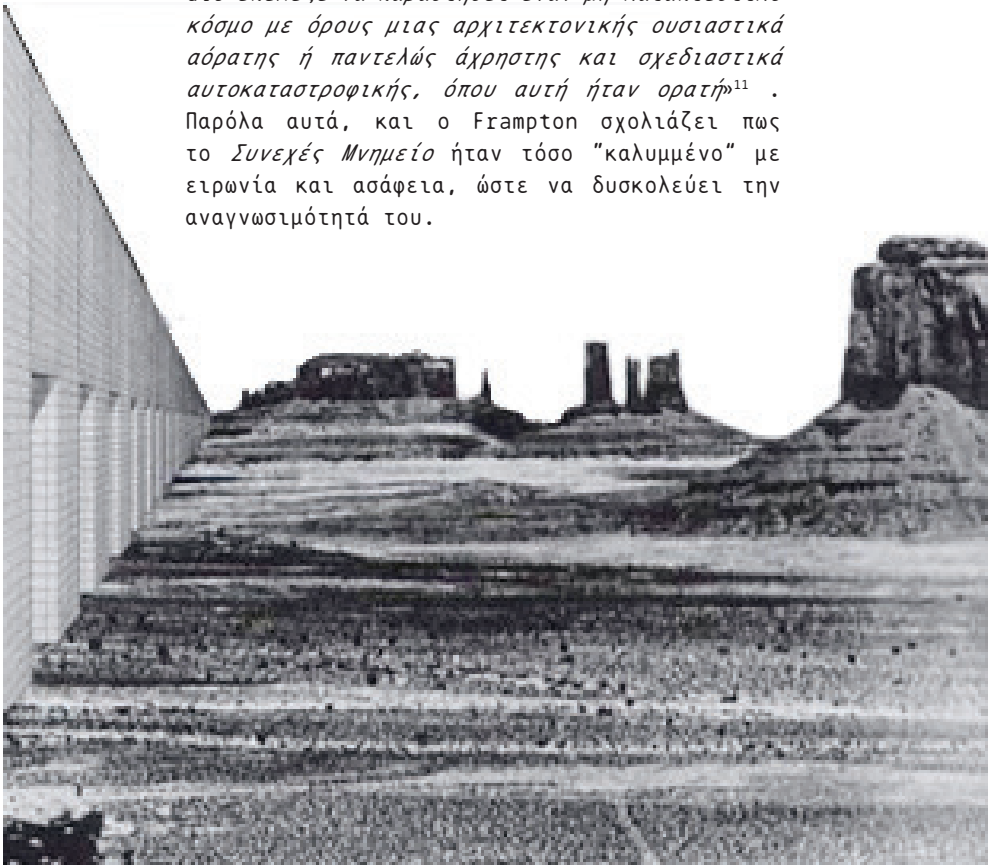 κόσμο με όρους μιας αρχιτεκτονικής ουσιαστικά
αόρατης ή παντελώς άχρηστης και σχεδιαστικά
αυτοκαταστροφικής, όπου αυτή ήταν ορατή»¹¹ .
Παρόλα αυτά, και ο Frampton σχολιάζει πως
το Συνεχές Μνημείο ήταν τόσο “καλυμμένο“ με
ειρωνία και ασάφεια, ώστε να δυσκολεύει την
αναγνωσιμότητά του.